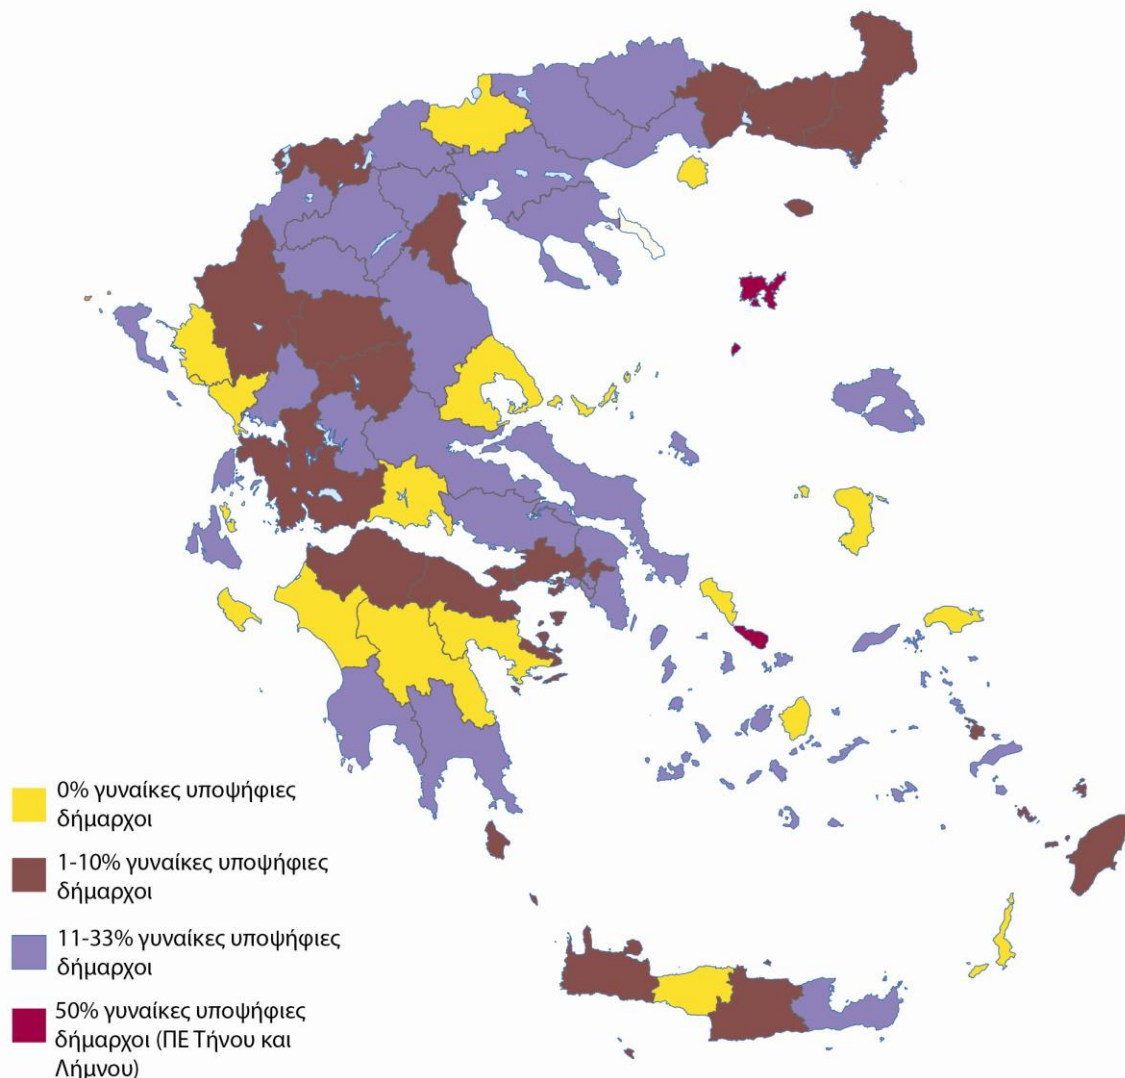 0% γυναίκες υποψήφιες
δήμαρχοι
1-10% γυναίκες υποψήφιες
δήμαρχοι
11-33% γυναίκες υποψήφιες
δήμαρχοι
50% γυναίκες υποψήφιες
δήμαρχοι (ΠΕ Τήνου και
Λήμνου)